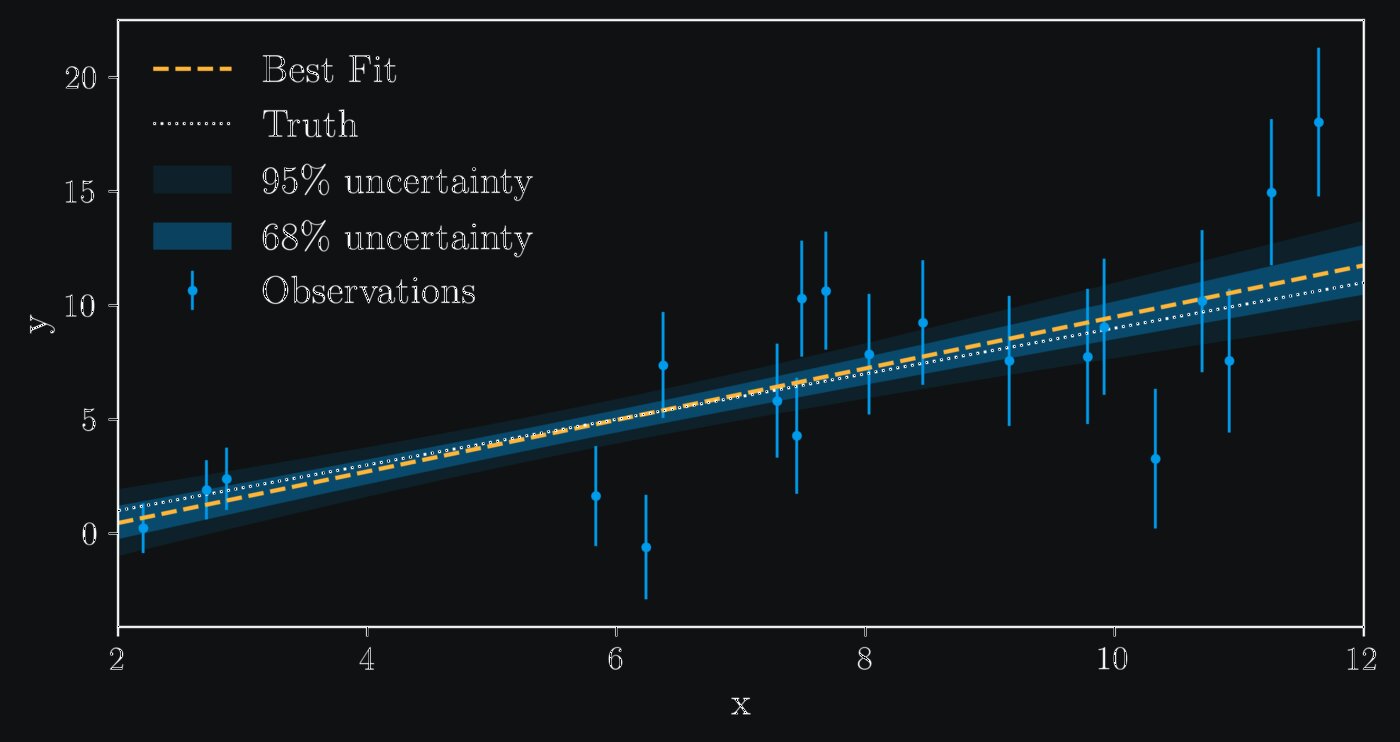 Best Fit
Truth
95% uncertainty
68% uncertainty
Observations
20
15
10
5
0
y
2 4 6 8 10 12
x